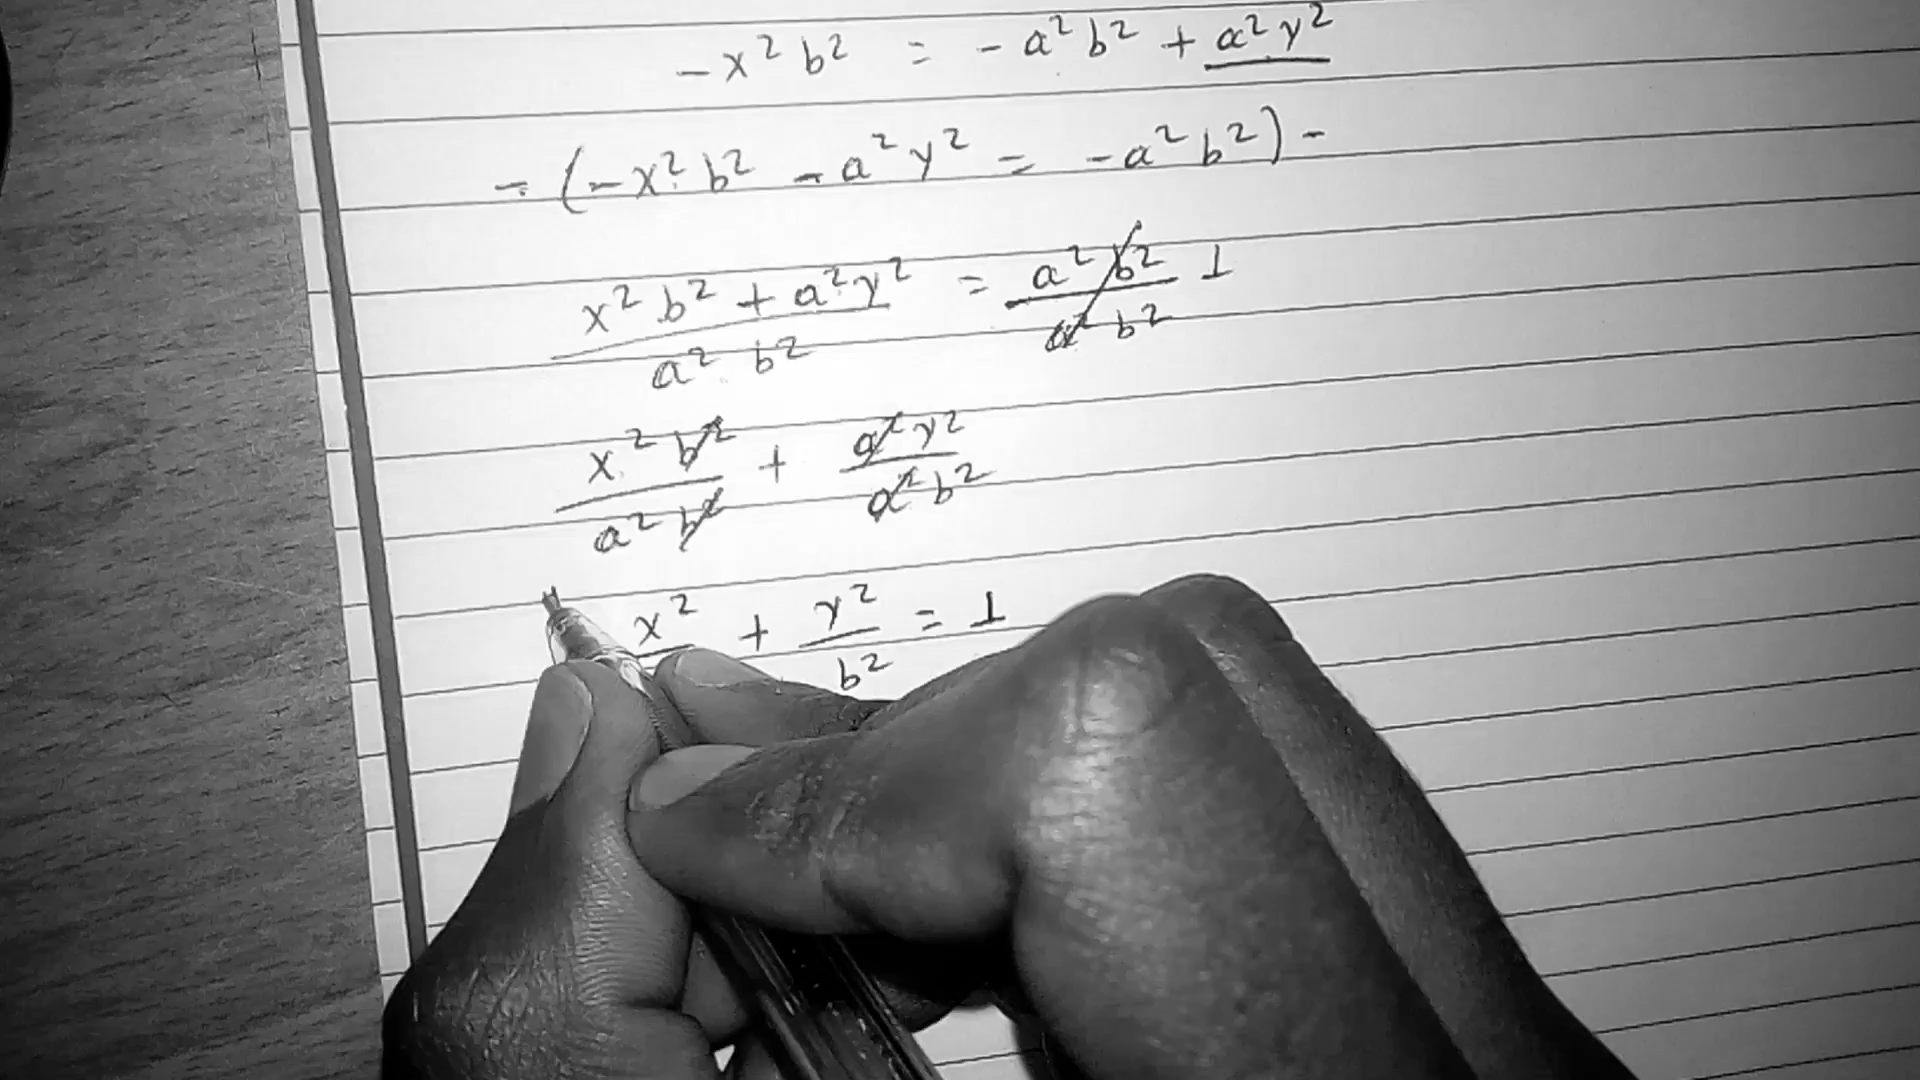 -x² b² = -a² b² + a² y²
- (-x² b² - a² y² = -a² b²) -
x² b² + a² y² / a² b² = a² b² / a² b² 1
x² b² / a² b² + a² y² / a² b²
x² + y² / b² = 1